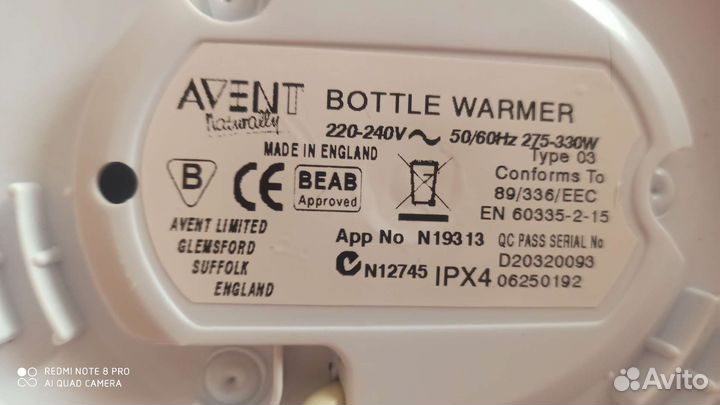 AVENT
Naturally
BOTTLE WARMER
220-240V ~ 50/60Hz 275-330W
MADE IN ENGLAND
Type 03
Conforms To
89/336/EEC
EN 60335-2-15
B
CE
BEAB
Approved
AVENT LIMITED
GLEMSFORD
SUFFOLK
ENGLAND
App No N19313
N12745
IPX4
QC PASS SERIAL No
D20320093
06250192
REDMI NOTE 8 PRO
AI QUAD CAMERA
Avito